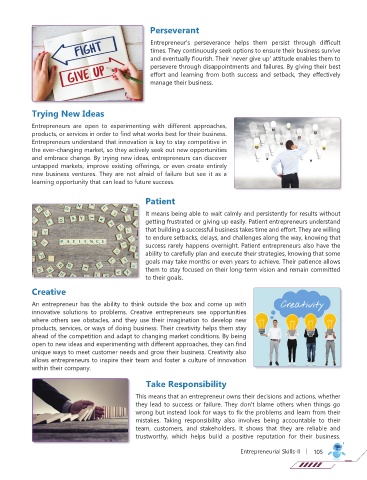 FIGHT
GIVE UP
Perseverant
Entrepreneur's perseverance helps them persist through difficult
times. They continuously seek options to ensure their business survive
and eventually flourish. Their 'never give up' attitude enables them to
persevere through disappointments and failures. By giving their best
effort and learning from both success and setback, they effectively
manage their business.
Trying New Ideas
Entrepreneurs are open to experimenting with different approaches,
products, or services in order to find what works best for their business.
Entrepreneurs understand that innovation is key to stay competitive in
the ever-changing market, so they actively seek out new opportunities
and embrace change. By trying new ideas, entrepreneurs can discover
untapped markets, improve existing offerings, or even create entirely
new business ventures. They are not afraid of failure but see it as a
learning opportunity that can lead to future success.
Patient
It means being able to wait calmly and persistently for results without
getting frustrated or giving up easily. Patient entrepreneurs understand
that building a successful business takes time and effort. They are willing
to endure setbacks, delays, and challenges along the way, knowing that
success rarely happens overnight. Patient entrepreneurs also have the
ability to carefully plan and execute their strategies, knowing that some
goals may take months or even years to achieve. Their patience allows
them to stay focused on their long-term vision and remain committed
to their goals.
PATIENCE
Creative
An entrepreneur has the ability to think outside the box and come up with
innovative solutions to problems. Creative entrepreneurs see opportunities
where others see obstacles, and they use their imagination to develop new
products, services, or ways of doing business. Their creativity helps them stay
ahead of the competition and adapt to changing market conditions. By being
open to new ideas and experimenting with different approaches, they can find
unique ways to meet customer needs and grow their business. Creativity also
allows entrepreneurs to inspire their team and foster a culture of innovation
within their company.
Creativity
Take Responsibility
This means that an entrepreneur owns their decisions and actions, whether
they lead to success or failure. They don't blame others when things go
wrong but instead look for ways to fix the problems and learn from their
mistakes. Taking responsibility also involves being accountable to their
team, customers, and stakeholders. It shows that they are reliable and
trustworthy, which helps build a positive reputation for their business.
Entrepreneurial Skills-II | 105